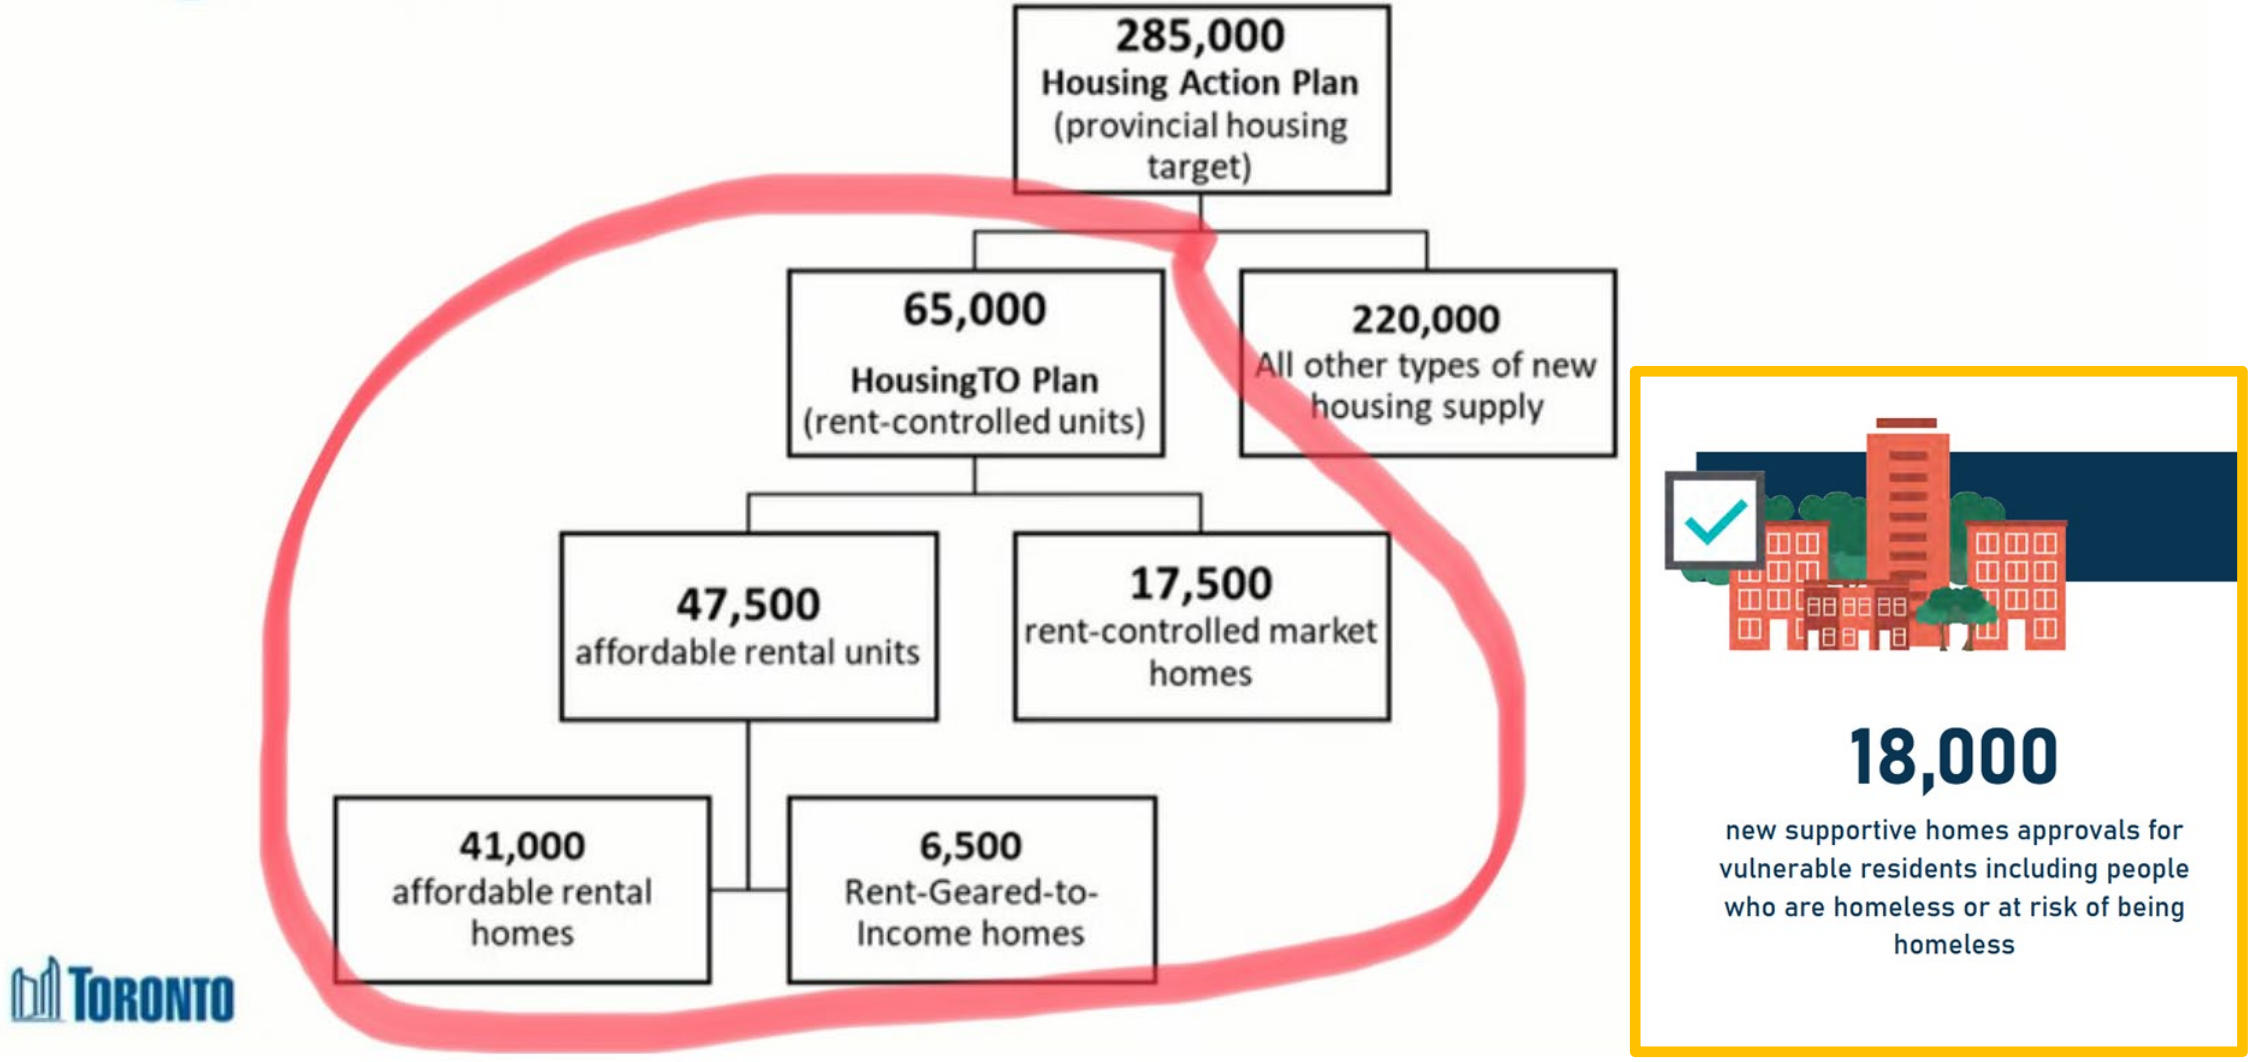 285,000
Housing Action Plan
(provincial housing
target)
65,000
HousingTO Plan
(rent-controlled units)
220,000
All other types of new
housing supply
47,500
affordable rental units
17,500
rent-controlled market
homes
41,000
affordable rental
homes
6,500
Rent-Geared-to-
Income homes
TORONTO
18,000
new supportive homes approvals for
vulnerable residents including people
who are homeless or at risk of being
homeless